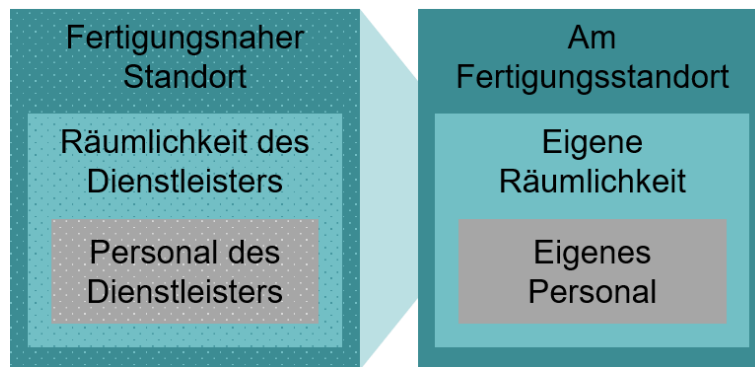 Fertigungsnaher
Standort
Räumlichkeit des
Dienstleisters
Personal des
Dienstleisters
Am
Fertigungsstandort
Eigene
Räumlichkeit
Eigenes
Personal